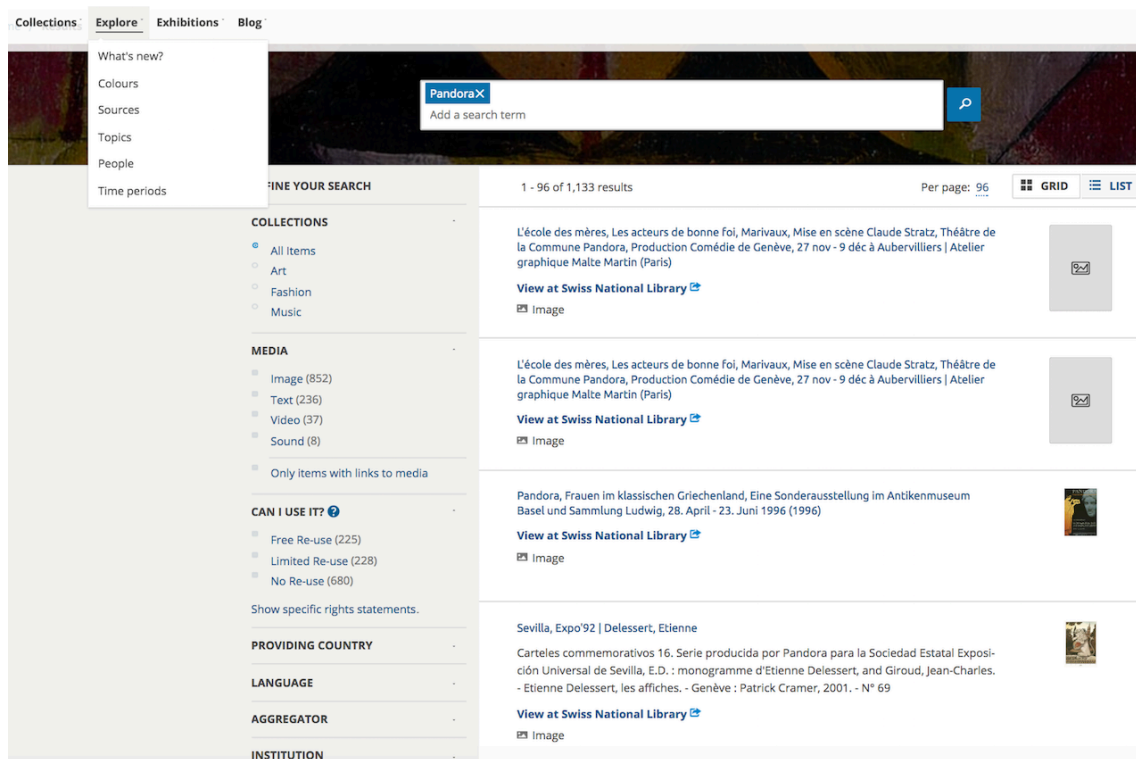 Collections Explore Exhibitions Blog
Results
What's new?
Colours
Sources
Topics
People
Time periods
Pandora
Add a search term
FINE YOUR SEARCH
COLLECTIONS
All Items
Art
Fashion
Music
MEDIA
Image (852)
Text (236)
Video (37)
Sound (8)
Only items with links to media
CAN I USE IT? ?
Free Re-use (225)
Limited Re-use (228)
No Re-use (680)
Show specific rights statements.
PROVIDING COUNTRY
LANGUAGE
AGGREGATOR
INSTITUTION
1 - 96 of 1,133 results
Per page: 96 GRID LIST
L'école des mères, Les acteurs de bonne foi, Marivaux, Mise en scène Claude Stratz, Théâtre de
la Commune Pandora, Production Comédie de Genève, 27 nov - 9 déc à Aubervilliers | Atelier
graphique Malte Martin (Paris)
View at Swiss National Library
Image
L'école des mères, Les acteurs de bonne foi, Marivaux, Mise en scène Claude Stratz, Théâtre de
la Commune Pandora, Production Comédie de Genève, 27 nov - 9 déc à Aubervilliers | Atelier
graphique Malte Martin (Paris)
View at Swiss National Library
Image
Pandora, Frauen im klassischen Griechenland, Eine Sonderausstellung im Antikenmuseum
Basel und Sammlung Ludwig, 28. April - 23. Juni 1996 (1996)
View at Swiss National Library
Image
Sevilla, Expo'92 | Delessert, Etienne
Carteles commemorativos 16. Serie producida por Pandora para la Sociedad Estatal Exposi-
ción Universal de Sevilla, E.D. : monogramme d'Etienne Delessert, and Giroud, Jean-Charles.
- Etienne Delessert, les affiches. - Genève : Patrick Cramer, 2001. - N° 69
View at Swiss National Library
Image